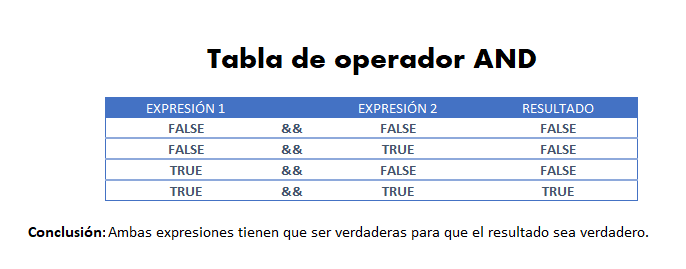 Tabla de operador AND
EXPRESIÓN 1 EXPRESIÓN 2 RESULTADO
FALSE && FALSE FALSE
FALSE && TRUE FALSE
TRUE && FALSE FALSE
TRUE && TRUE TRUE
Conclusión: Ambas expresiones tienen que ser verdaderas para que el resultado sea verdadero.